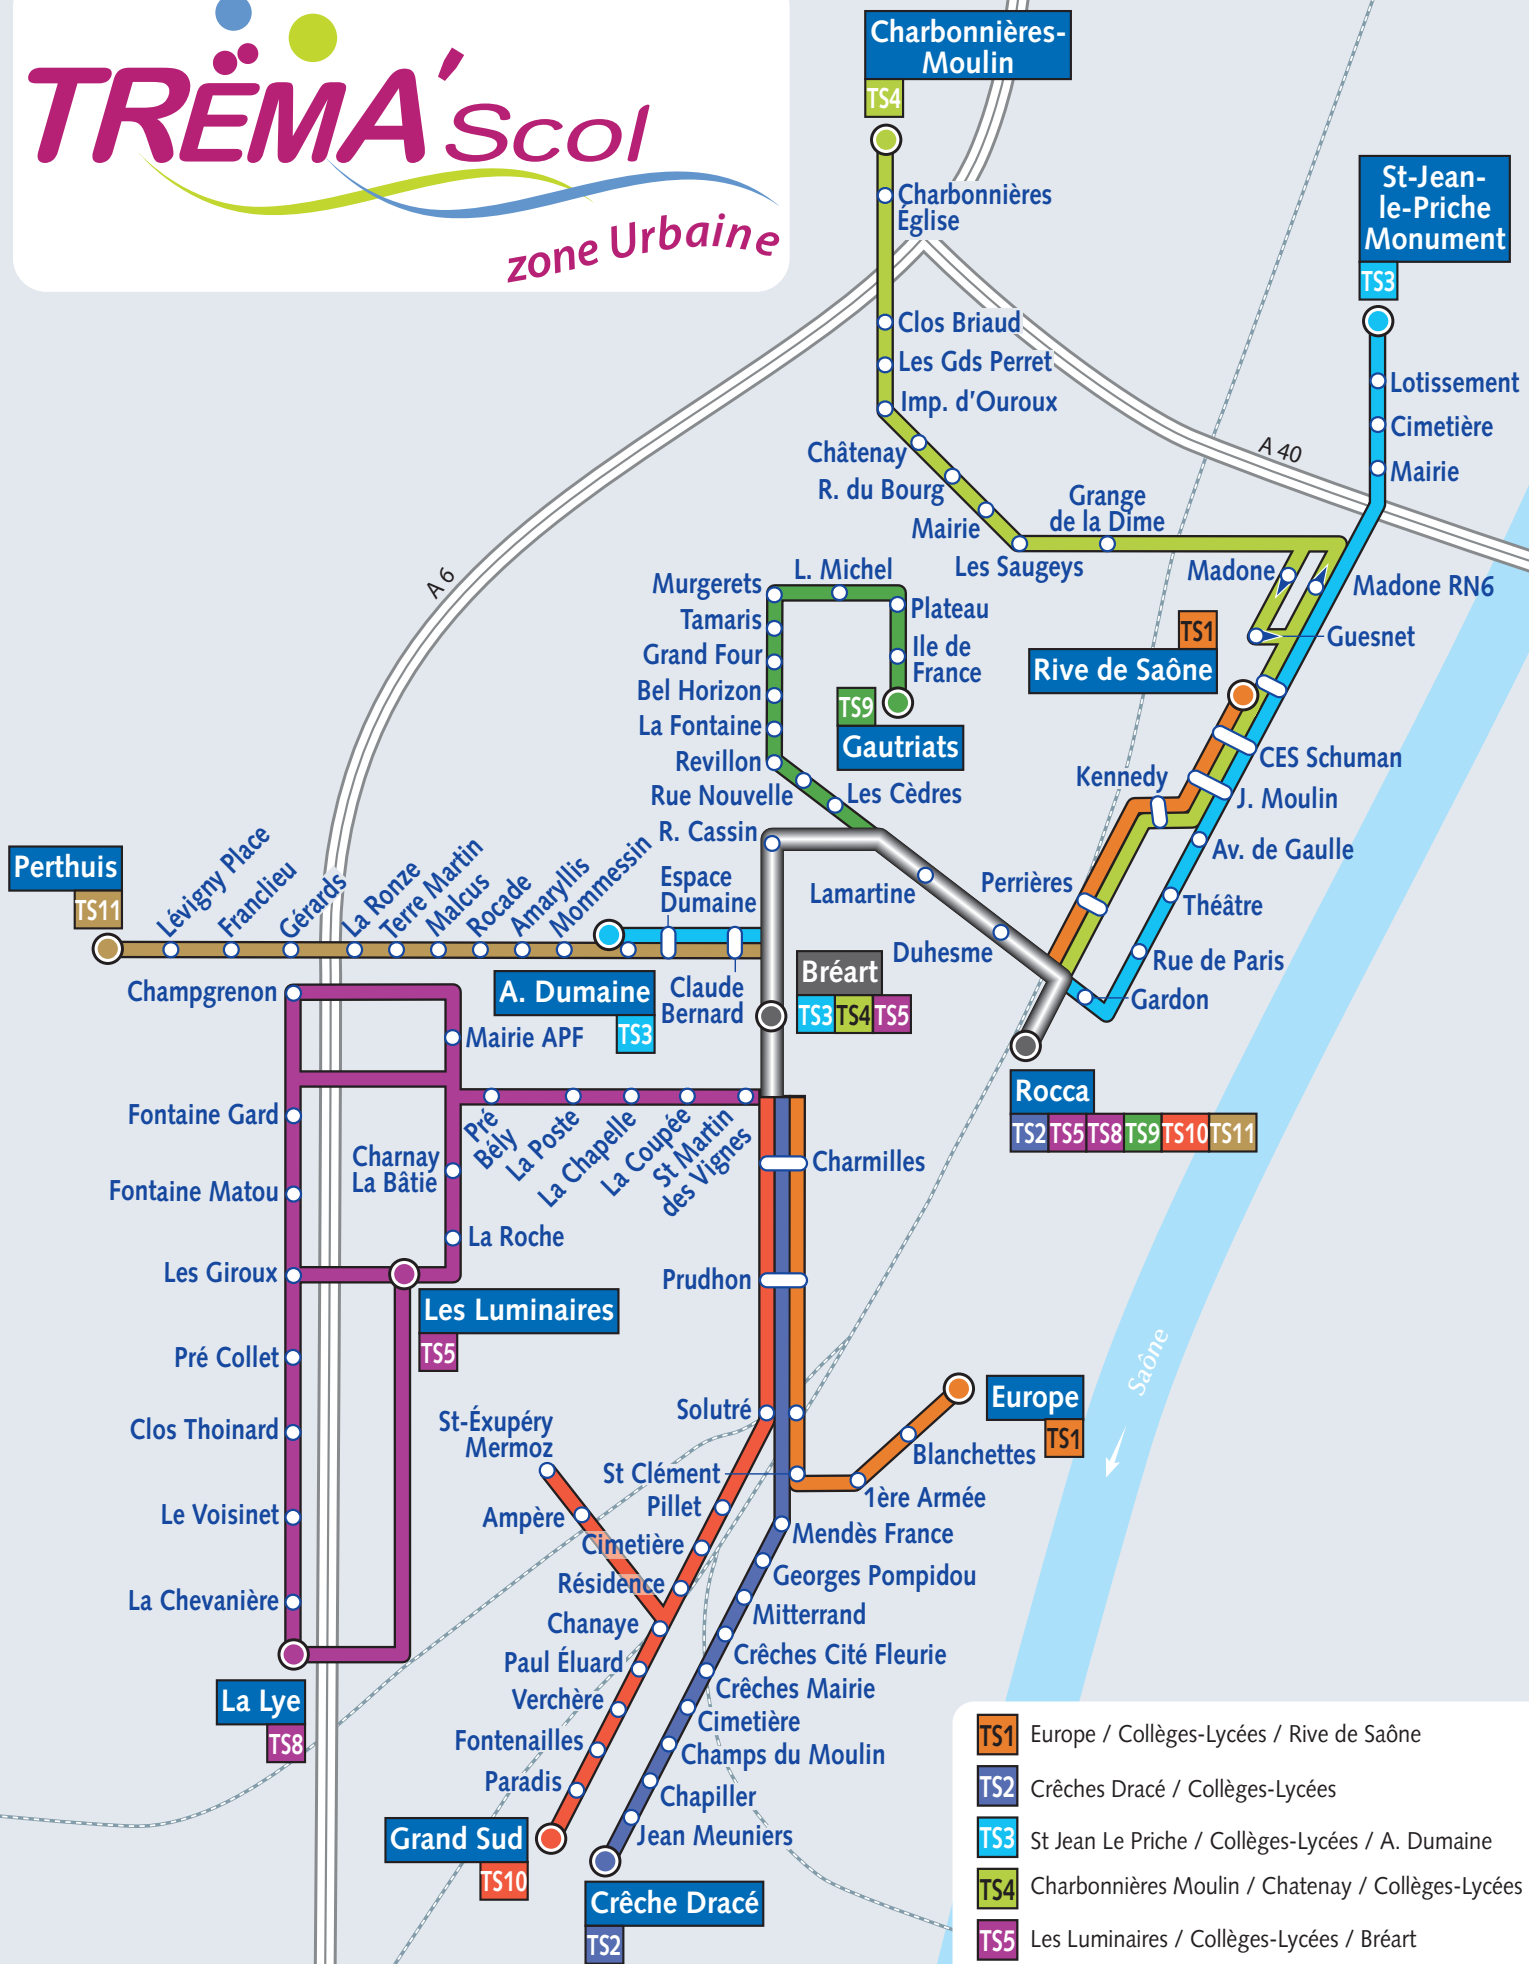 TRËMA'Scol
zone Urbaine
Charbonnières-
Moulin
TS4
Charbonnières
Église
Clos Briaud
Les Gds Perret
Imp. d'Ouroux
Châtenay
R. du Bourg
Mairie
Les Saugeys
Grange
de la Dime
St-Jean-
le-Priche
Monument
TS3
Lotissement
Cimetière
Mairie
A 40
A 6
Madone
Madone RN6
Guesnet
TS1
Rive de Saône
CES Schuman
J. Moulin
Kennedy
Av. de Gaulle
Perrières
Théâtre
Rue de Paris
Gardon
Murgerets
L. Michel
Plateau
Tamaris
Ile de
France
Grand Four
Bel Horizon
TS9
Gautriats
La Fontaine
Revillon
Rue Nouvelle
Les Cèdres
R. Cassin
Lamartine
Duhesme
Perthuis
TS11
Lévigny Place
Franclieu
Gérards
La Ronze
Terre Martin
Malcus
Rocade
Amaryllis
Mommessin
Espace
Dumaine
A. Dumaine
TS3
Claude
Bernard
Bréart
TS3 TS4 TS5
Rocca
TS2 TS5 TS8 TS9 TS10 TS11
Champgrenon
Mairie APF
Fontaine Gard
Pré
Bély
La Poste
La Chapelle
La Coupée
St Martin
des Vignes
Charnay
La Bâtie
Fontaine Matou
La Roche
Les Giroux
Les Luminaires
TS5
Pré Collet
Clos Thoinard
Le Voisinet
La Chevanière
La Lye
TS8
Charmilles
Prudhon
Solutré
Saône
Europe
TS1
Blanchettes
1ère Armée
St Clément
St-Éxupéry
Mermoz
Ampère
Pillet
Cimetière
Résidence
Chanaye
Paul Éluard
Verchère
Fontenailles
Paradis
Grand Sud
TS10
Mendès France
Georges Pompidou
Mitterrand
Crêches Cité Fleurie
Crêches Mairie
Cimetière
Champs du Moulin
Chapiller
Jean Meuniers
Crêche Dracé
TS2
TS1 Europe / Collèges-Lycées / Rive de Saône
TS2 Crêches Dracé / Collèges-Lycées
TS3 St Jean Le Priche / Collèges-Lycées / A. Dumaine
TS4 Charbonnières Moulin / Chatenay / Collèges-Lycées
TS5 Les Luminaires / Collèges-Lycées / Bréart